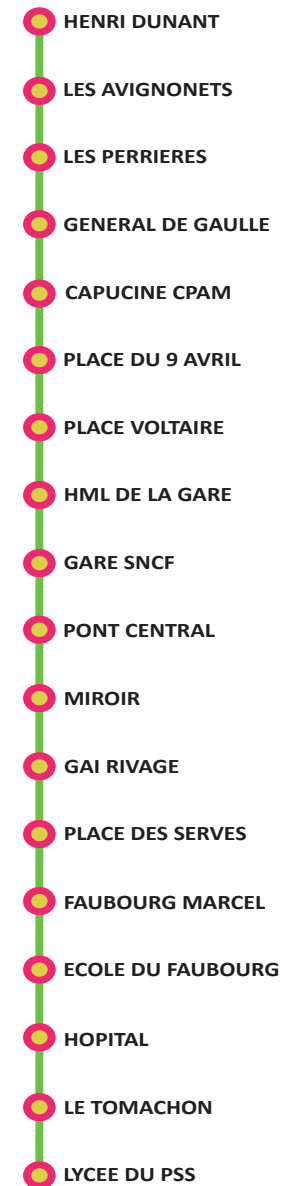 HENRI DUNANT
LES AVIGNONETS
LES PERRIERES
GENERAL DE GAULLE
CAPUCINE CPAM
PLACE DU 9 AVRIL
PLACE VOLTAIRE
HML DE LA GARE
GARE SNCF
PONT CENTRAL
MIROIR
GAI RIVAGE
PLACE DES SERVES
FAUBOURG MARCEL
ECOLE DU FAUBOURG
HOPITAL
LE TOMACHON
LYCEE DU PSS